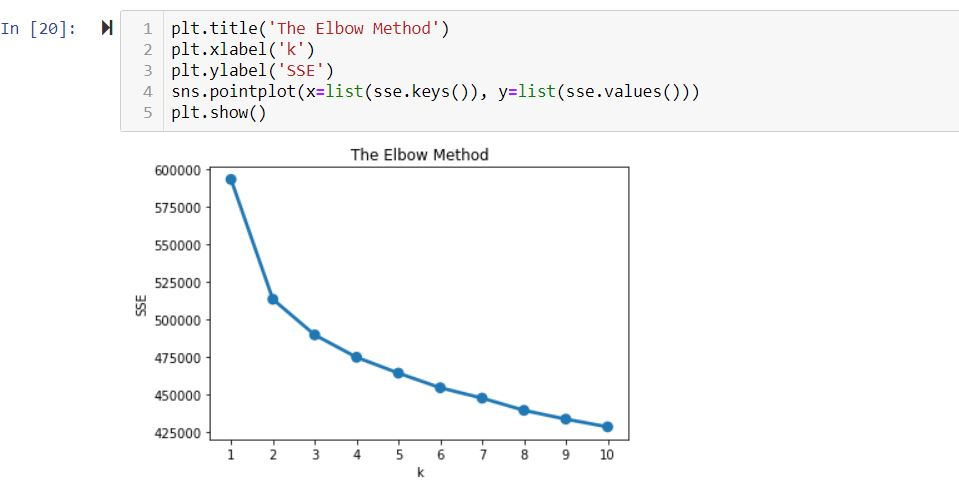 In [20]:
1 plt.title('The Elbow Method')
2 plt.xlabel('k')
3 plt.ylabel('SSE')
4 sns.pointplot(x=list(sse.keys()), y=list(sse.values()))
5 plt.show()
The Elbow Method
600000
575000
550000
525000
500000
475000
450000
425000
SSE
1 2 3 4 5 6 7 8 9 10
k